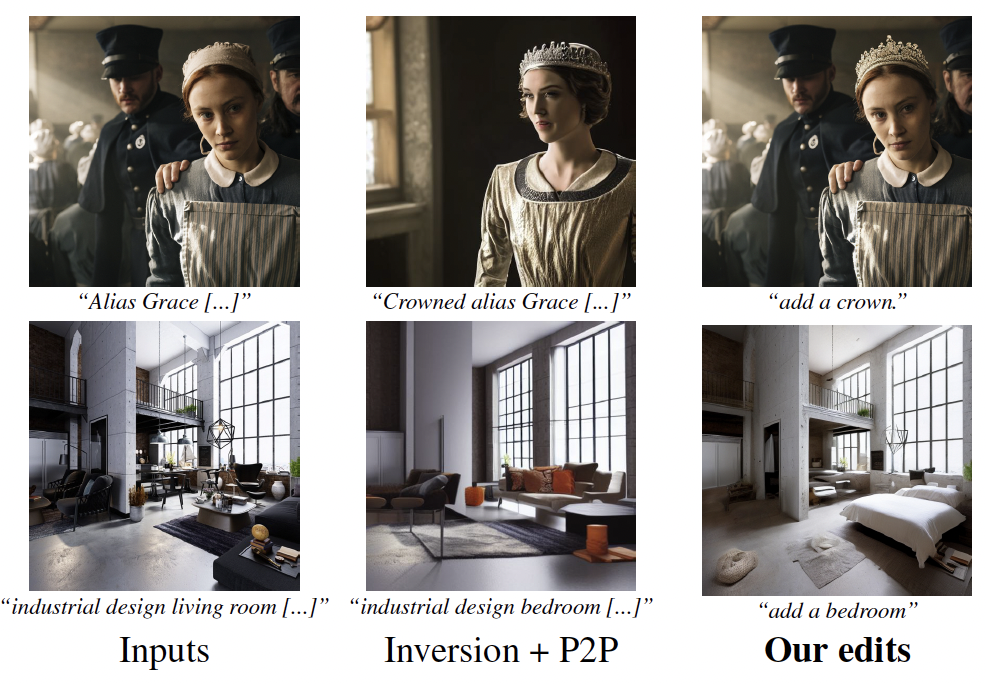 “Alias Grace [...]”
“Crowned alias Grace [...]”
“add a crown.”
“industrial design living room [...]”
“industrial design bedroom [...]”
“add a bedroom”
Inputs
Inversion + P2P
Our edits